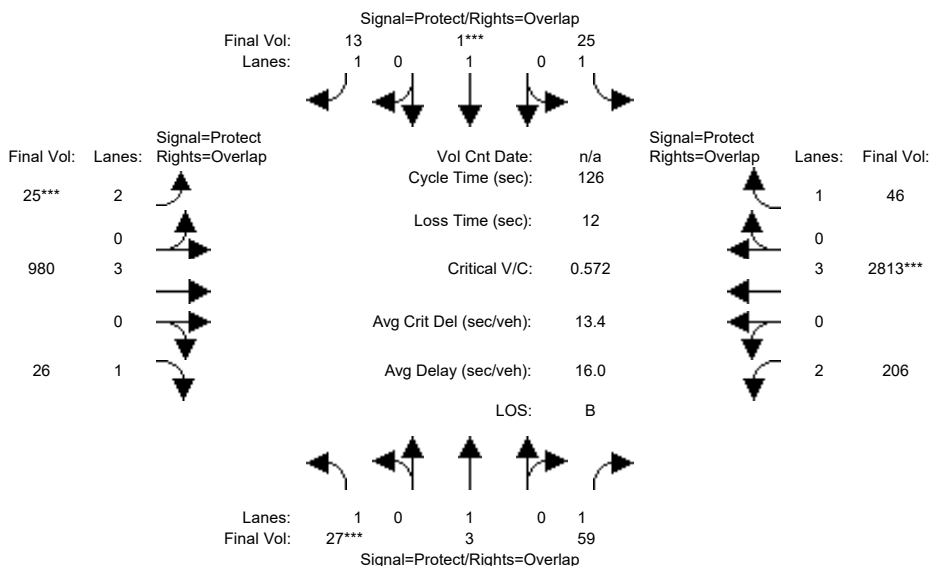 Signal=Protect/Rights=Overlap
Final Vol: 13 1*** 25
Lanes: 1 0 1 0 1
Signal=Protect Signal=Protect
Final Vol: Lanes: Rights=Overlap Vol Cnt Date: n/a Rights=Overlap Lanes: Final Vol:
Cycle Time (sec): 126
25*** 2 1 46
Loss Time (sec): 12
0 0
980 3 Critical V/C: 0.572 3 2813***
0 Avg Crit Del (sec/veh): 13.4 0
26 1 Avg Delay (sec/veh): 16.0 2 206
LOS: B
Lanes: 1 0 1 0 1
Final Vol: 27*** 3 59
Signal=Protect/Rights=Overlap